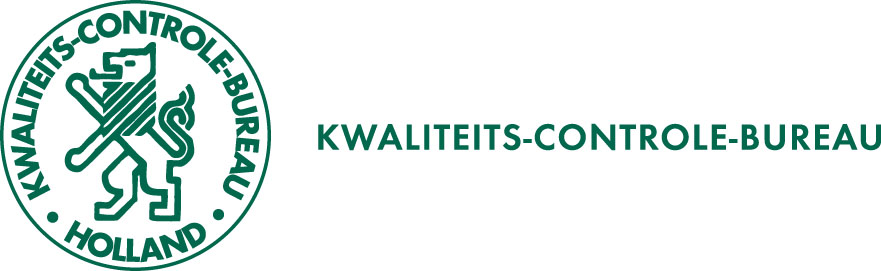 KWALITEITS-CONTROLE-BUREAU
• HOLLAND •
KWALITEITS-CONTROLE-BUREAU